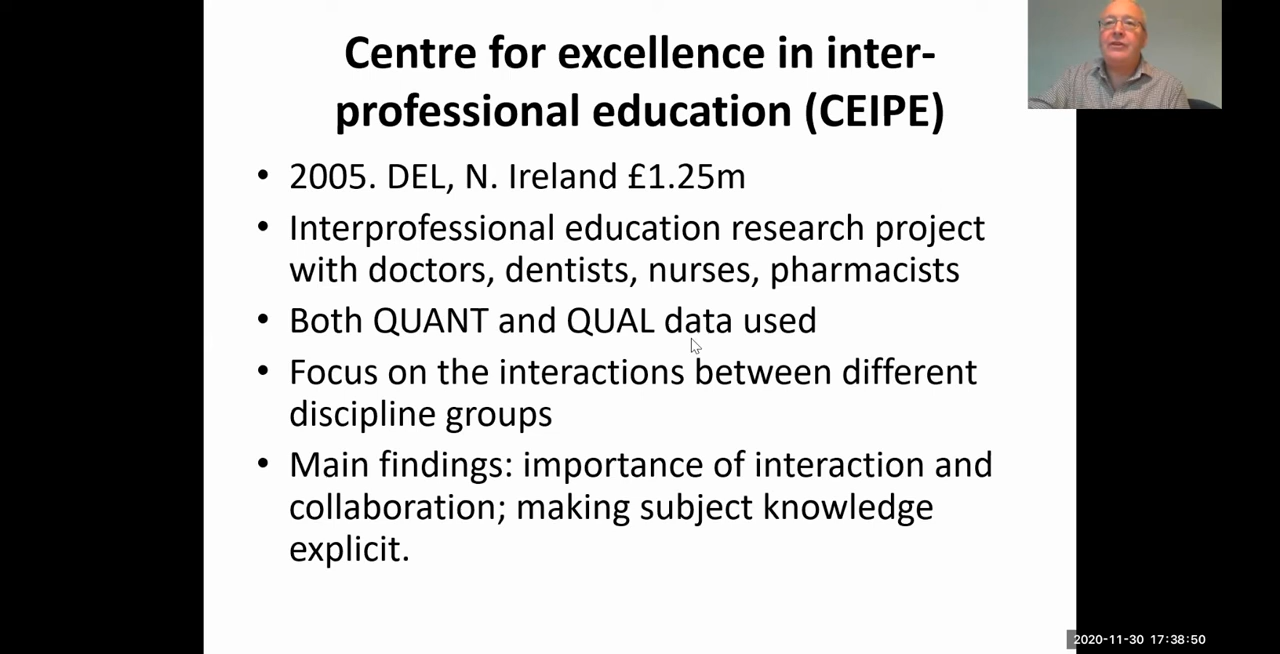 Centre for excellence in inter-
professional education (CEIPE)
• 2005. DEL, N. Ireland £1.25m
• Interprofessional education research project
with doctors, dentists, nurses, pharmacists
• Both QUANT and QUAL data used
• Focus on the interactions between different
discipline groups
• Main findings: importance of interaction and
collaboration; making subject knowledge
explicit.
2020-11-30 17:38:50